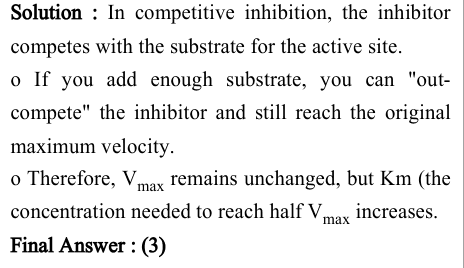 Solution : In competitive inhibition, the inhibitor
competes with the substrate for the active site.
o If you add enough substrate, you can "out-
compete" the inhibitor and still reach the original
maximum velocity.
o Therefore, Vmax remains unchanged, but Km (the
concentration needed to reach half Vmax increases.
Final Answer : (3)